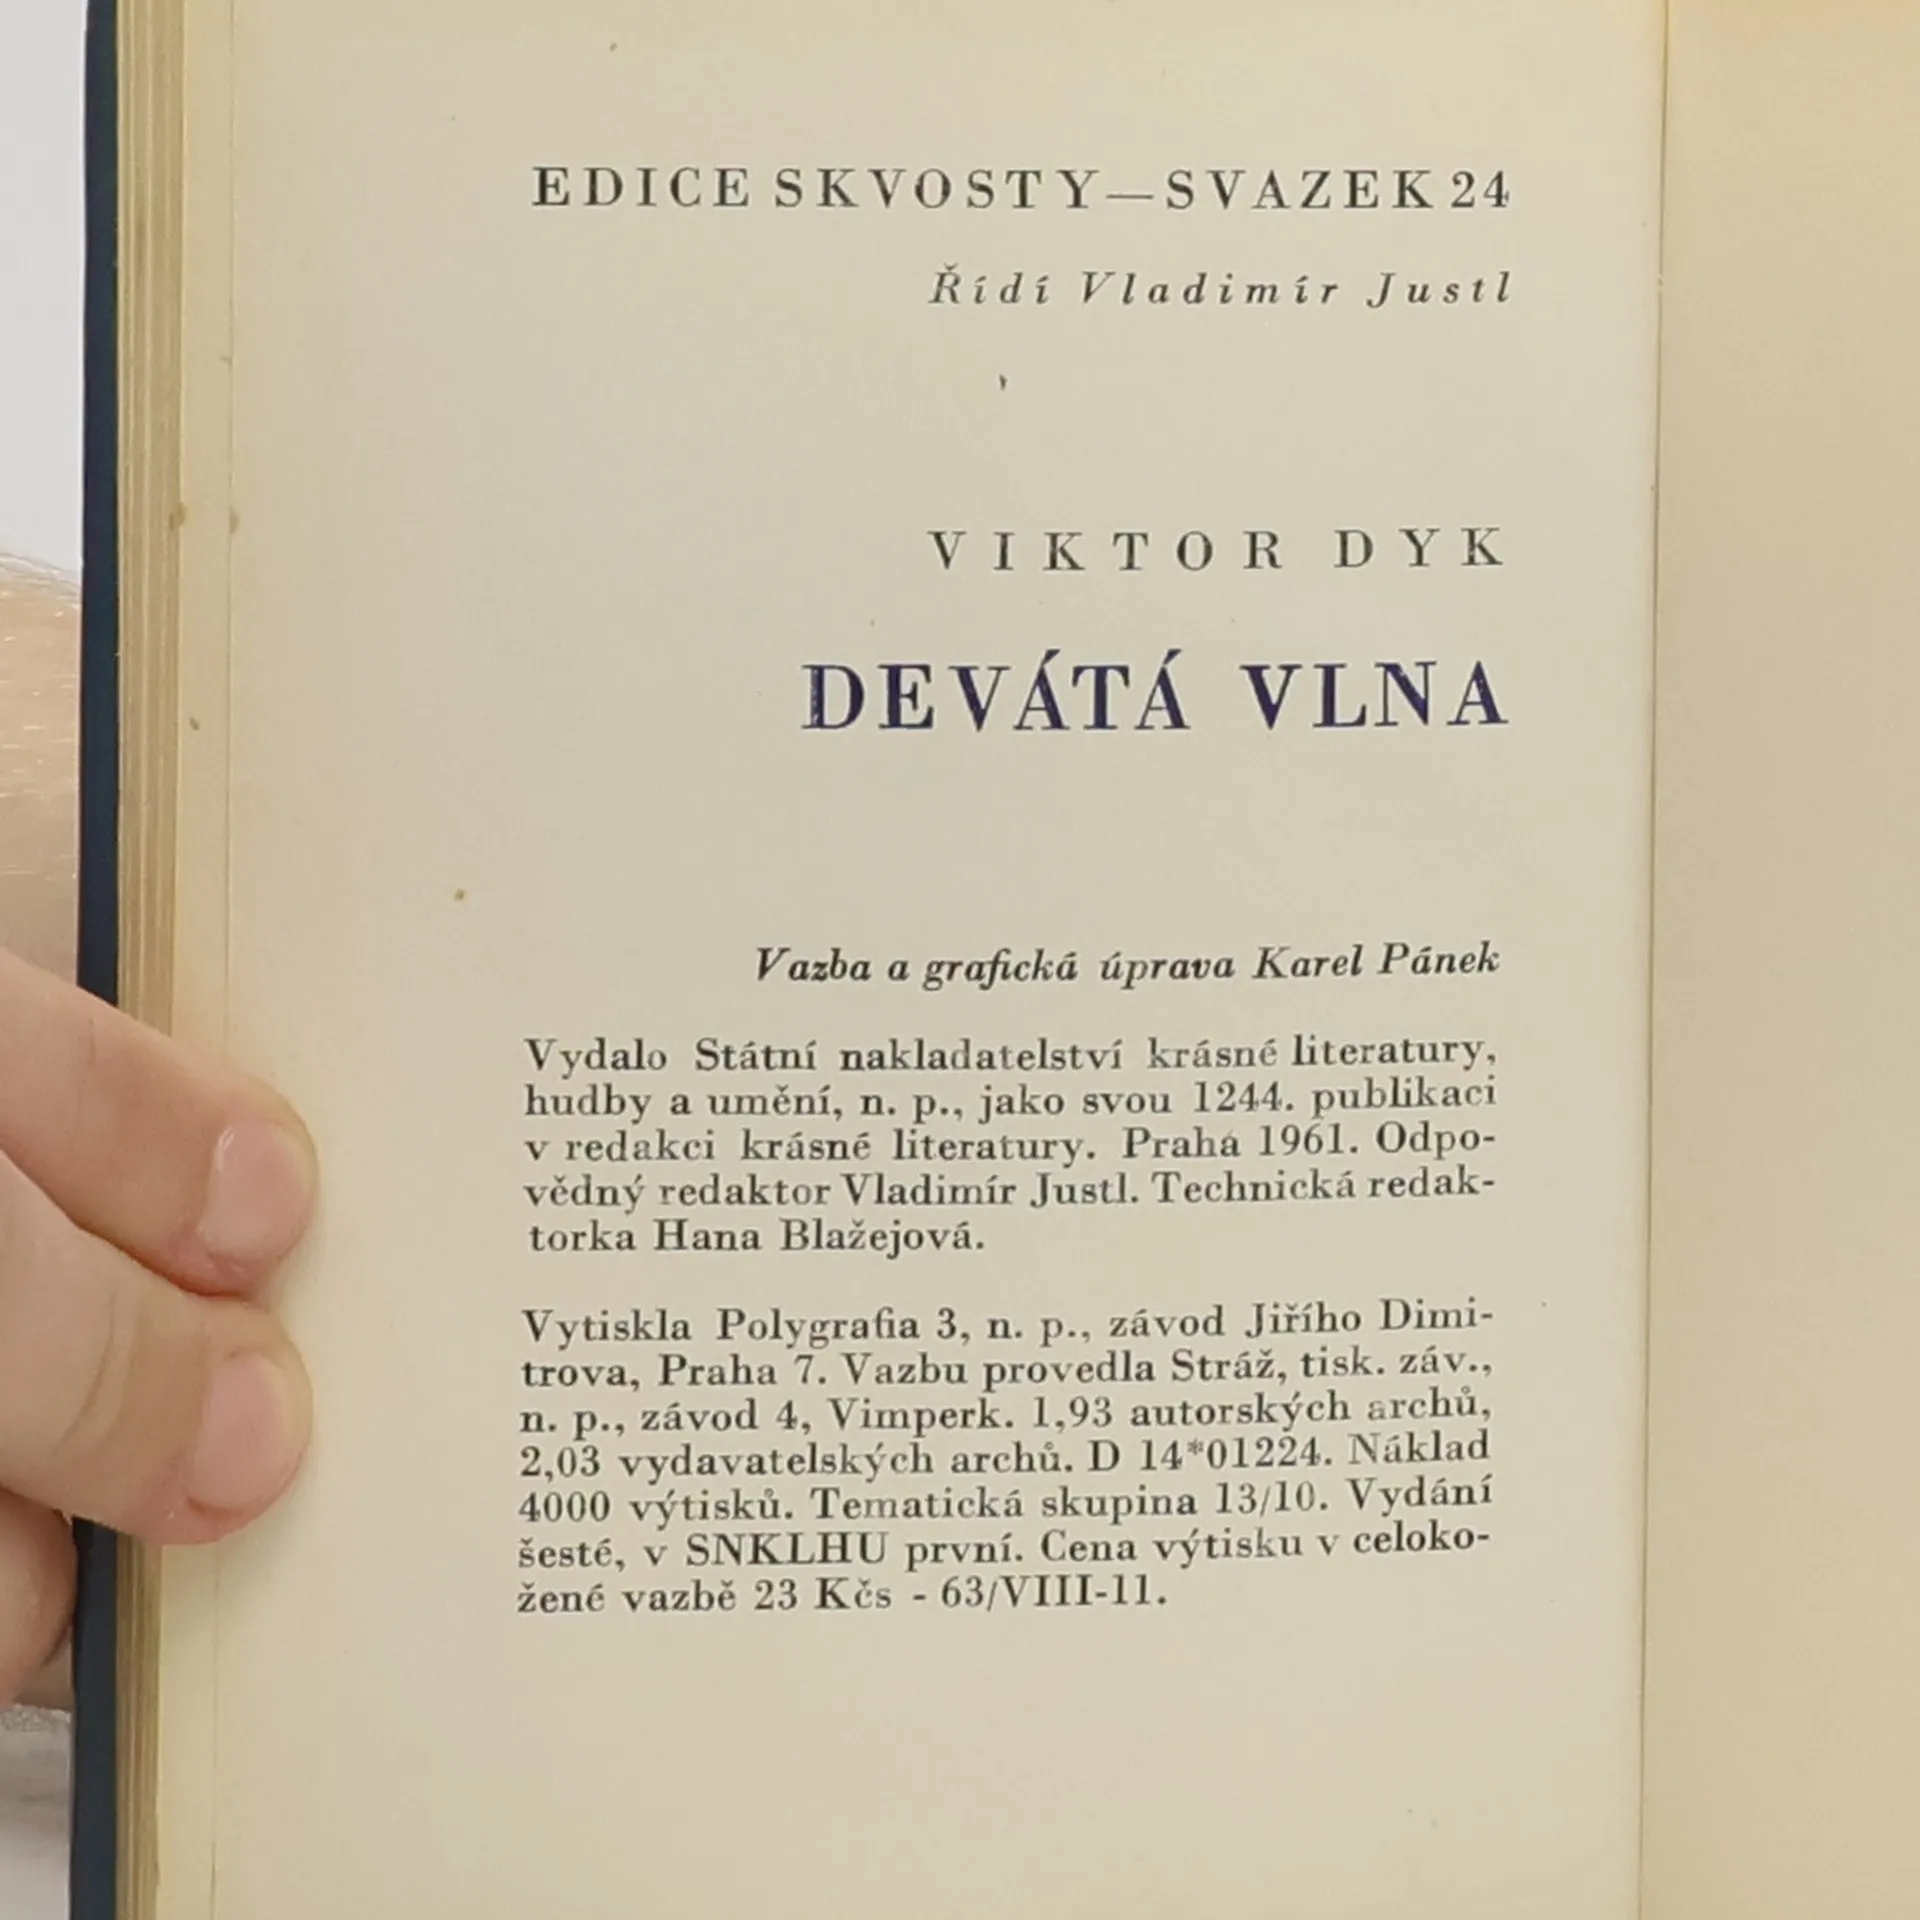 EDICE SKVOSTY—SVAZEK 24
Řídí Vladimír Justl
VIKTOR DYK
DEVÁTÁ VLNA
Vazba a grafická úprava Karel Pánek
Vydalo Státní nakladatelství krásné literatury,
hudby a umění, n. p., jako svou 1244. publikaci
v redakci krásné literatury. Praha 1961. Odpo-
vědný redaktor Vladimír Justl. Technická redak-
torka Hana Blažejová.
Vytiskla Polygrafia 3, n. p., závod Jiřího Dimi-
trova, Praha 7. Vazbu provedla Stráž, tisk. záv.,
n. p., závod 4, Vimperk. 1,93 autorských archů,
2,03 vydavatelských archů. D 14*01224. Náklad
4000 výtisků. Tematická skupina 13/10. Vydání
šesté, v SNKLHU první. Cena výtisku v celoko-
žené vazbě 23 Kčs - 63/VIII-11.